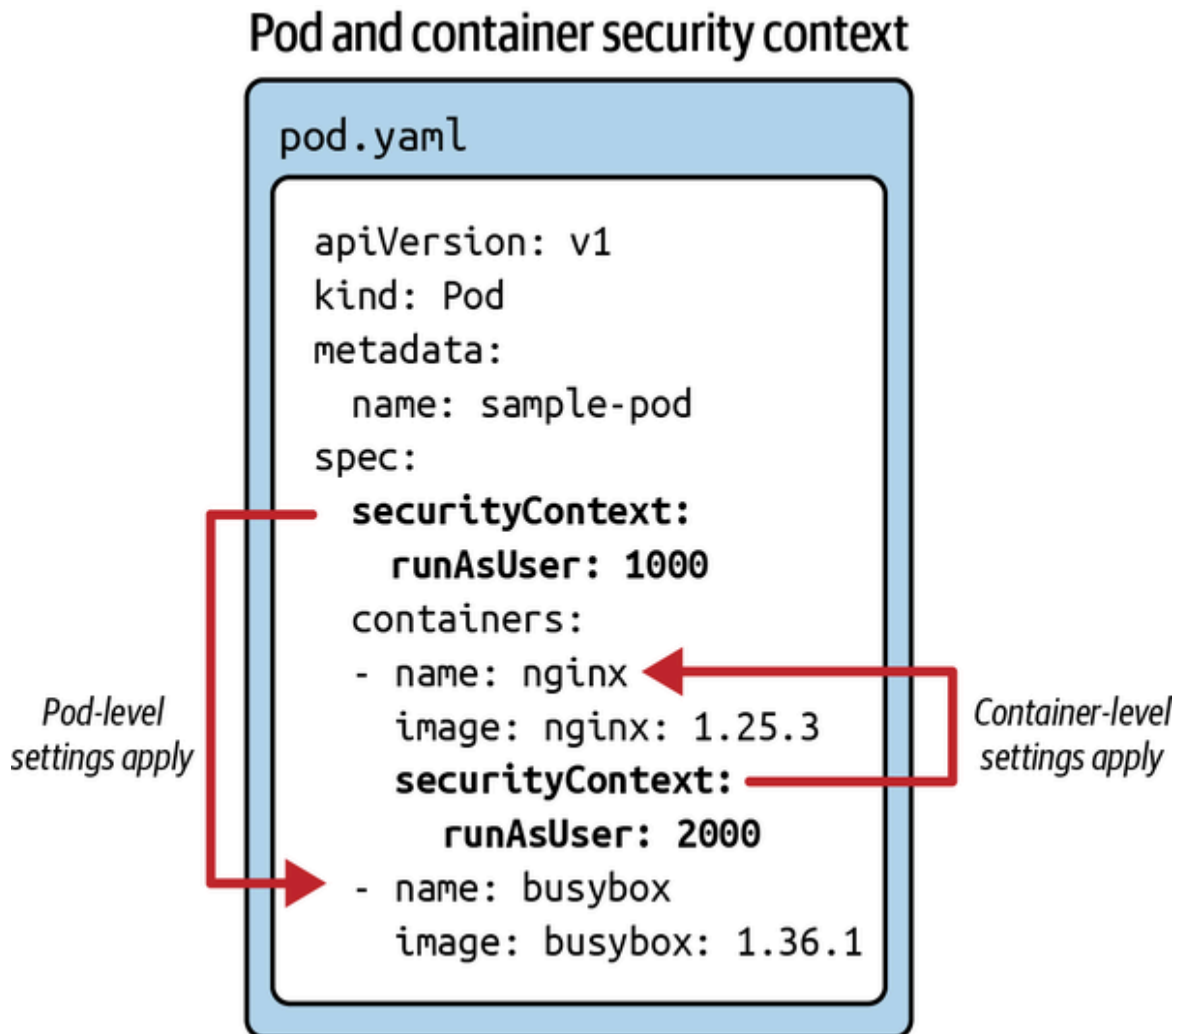 Pod and container security context
pod.yaml
apiVersion: v1
kind: Pod
metadata:
  name: sample-pod
spec:
  securityContext:
    runAsUser: 1000
  containers:
  - name: nginx
    image: nginx: 1.25.3
    securityContext:
      runAsUser: 2000
  - name: busybox
    image: busybox: 1.36.1
Pod-level
settings apply
Container-level
settings apply